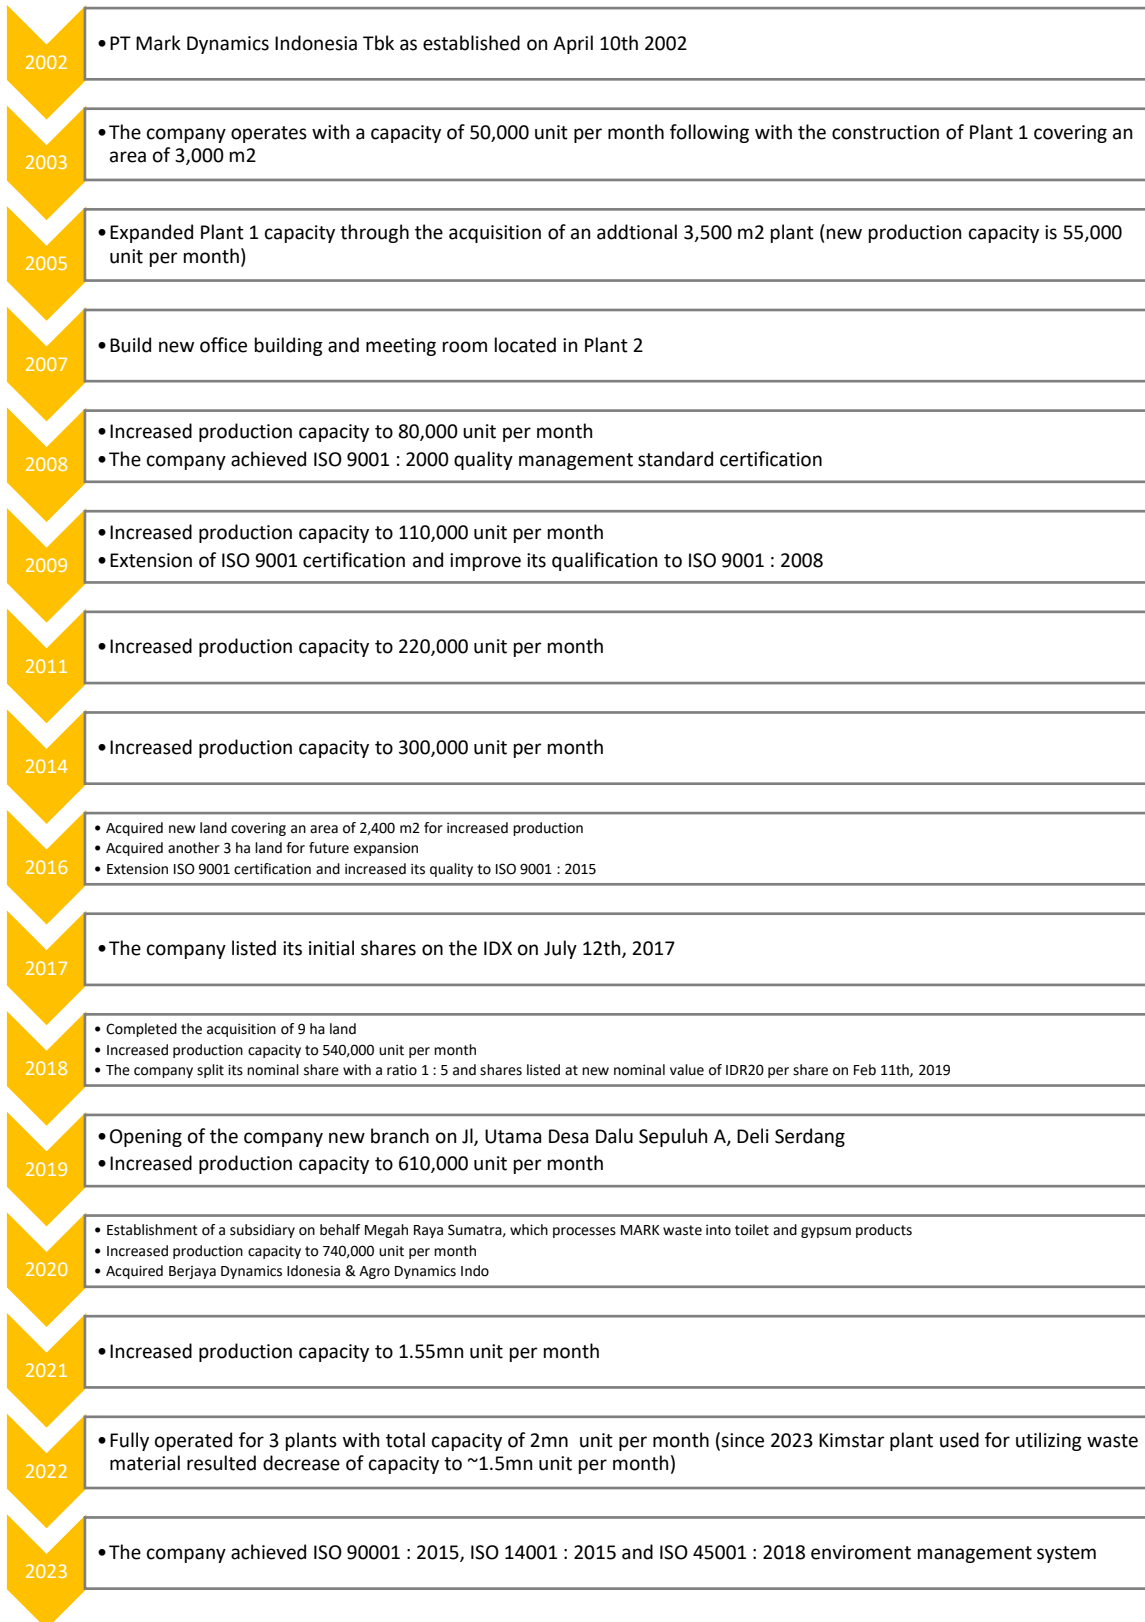 2002
•PT Mark Dynamics Indonesia Tbk as established on April 10th 2002
2003
•The company operates with a capacity of 50,000 unit per month following with the construction of Plant 1 covering an
area of 3,000 m2
2005
•Expanded Plant 1 capacity through the acquisition of an addtional 3,500 m2 plant (new production capacity is 55,000
unit per month)
2007
•Build new office building and meeting room located in Plant 2
2008
•Increased production capacity to 80,000 unit per month
•The company achieved ISO 9001 : 2000 quality management standard certification
2009
•Increased production capacity to 110,000 unit per month
•Extension of ISO 9001 certification and improve its qualification to ISO 9001 : 2008
2011
•Increased production capacity to 220,000 unit per month
2014
•Increased production capacity to 300,000 unit per month
2016
• Acquired new land covering an area of 2,400 m2 for increased production
• Acquired another 3 ha land for future expansion
• Extension ISO 9001 certification and increased its quality to ISO 9001 : 2015
2017
•The company listed its initial shares on the IDX on July 12th, 2017
2018
• Completed the acquisition of 9 ha land
• Increased production capacity to 540,000 unit per month
• The company split its nominal share with a ratio 1 : 5 and shares listed at new nominal value of IDR20 per share on Feb 11th, 2019
2019
•Opening of the company new branch on Jl, Utama Desa Dalu Sepuluh A, Deli Serdang
•Increased production capacity to 610,000 unit per month
2020
• Establishment of a subsidiary on behalf Megah Raya Sumatra, which processes MARK waste into toilet and gypsum products
• Increased production capacity to 740,000 unit per month
• Acquired Berjaya Dynamics Idonesia & Agro Dynamics Indo
2021
•Increased production capacity to 1.55mn unit per month
2022
•Fully operated for 3 plants with total capacity of 2mn  unit per month (since 2023 Kimstar plant used for utilizing waste
material resulted decrease of capacity to ~1.5mn unit per month)
2023
•The company achieved ISO 90001 : 2015, ISO 14001 : 2015 and ISO 45001 : 2018 enviroment management system